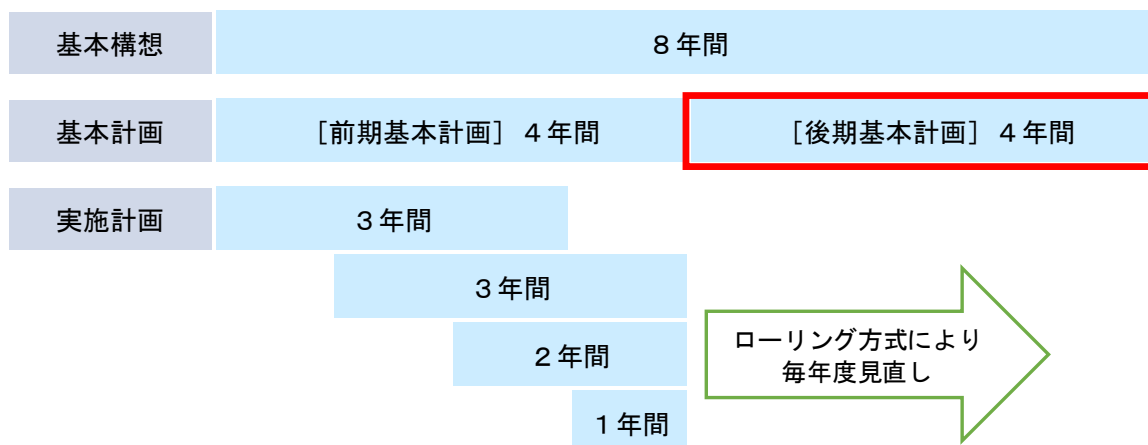 基本構想
８年間
基本計画
［前期基本計画］４年間
［後期基本計画］４年間
実施計画
３年間
３年間
２年間
１年間
ローリング方式により
毎年度見直し